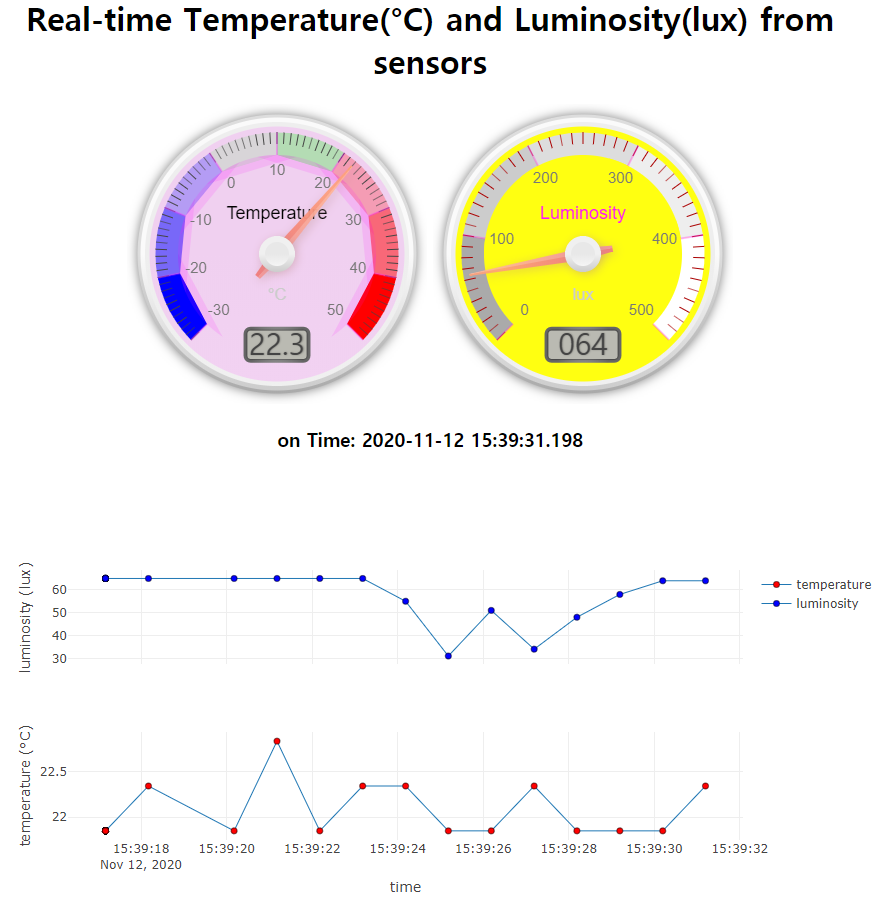 Real-time Temperature(°C) and Luminosity(lux) from
sensors
10
0
20
Temperature
-10
30
-20
40
°C
-30
50
22.3
200
300
Luminosity
100
400
lux
0
500
064
on Time: 2020-11-12 15:39:31.198
luminosity (lux)
60
50
40
30
temperature
luminosity
temperature (°C)
22.5
22
15:39:18
Nov 12, 2020
15:39:20
15:39:22
15:39:24
15:39:26
15:39:28
15:39:30
15:39:32
time